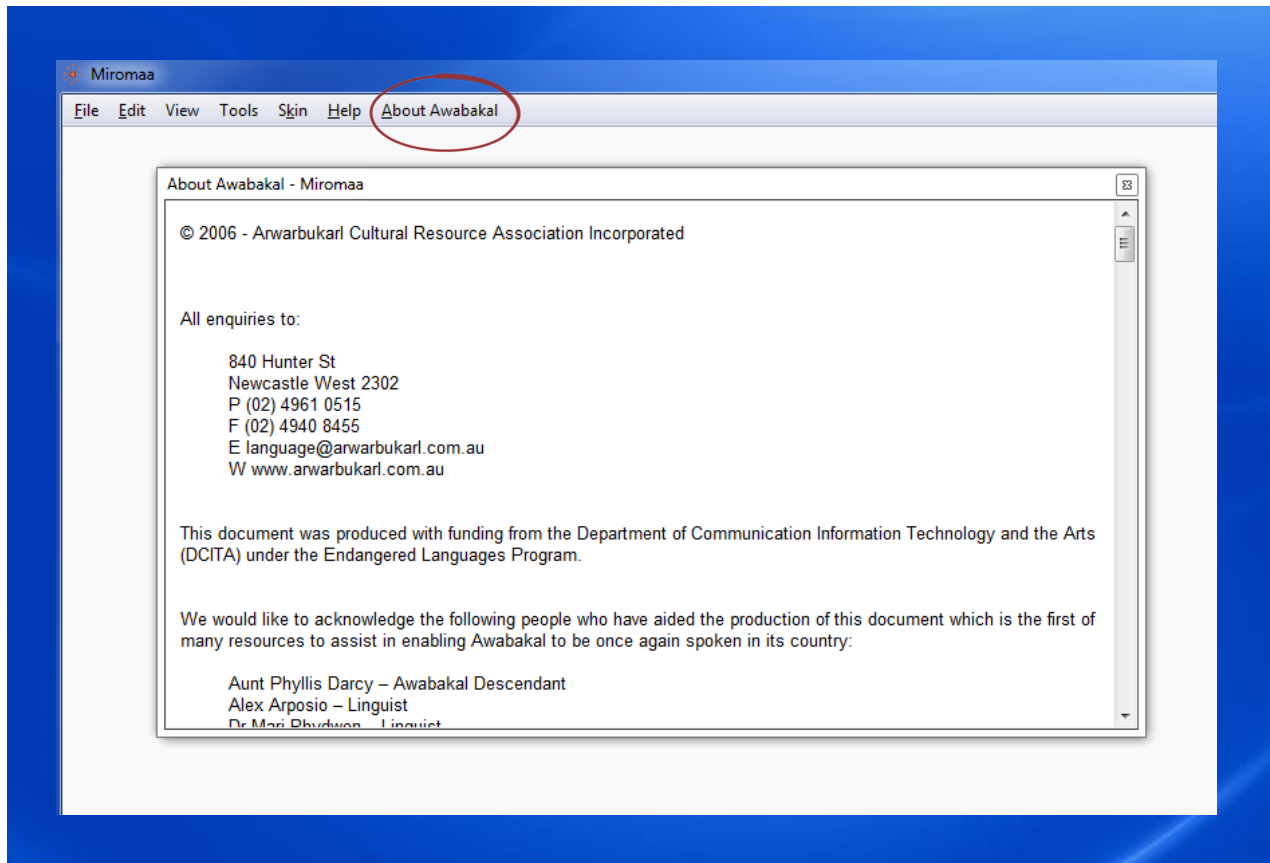 Miromaa
File Edit View Tools Skin Help About Awabakal
About Awabakal - Miromaa
© 2006 - Arwarbukarl Cultural Resource Association Incorporated
All enquiries to:
840 Hunter St
Newcastle West 2302
P (02) 4961 0515
F (02) 4940 8455
E language@arwarbukarl.com.au
W www.arwarbukarl.com.au
This document was produced with funding from the Department of Communication Information Technology and the Arts
(DCITA) under the Endangered Languages Program.
We would like to acknowledge the following people who have aided the production of this document which is the first of
many resources to assist in enabling Awabakal to be once again spoken in its country:
Aunt Phyllis Darcy – Awabakal Descendant
Alex Arposio – Linguist
Dr Mari Rhydwen – Linguist